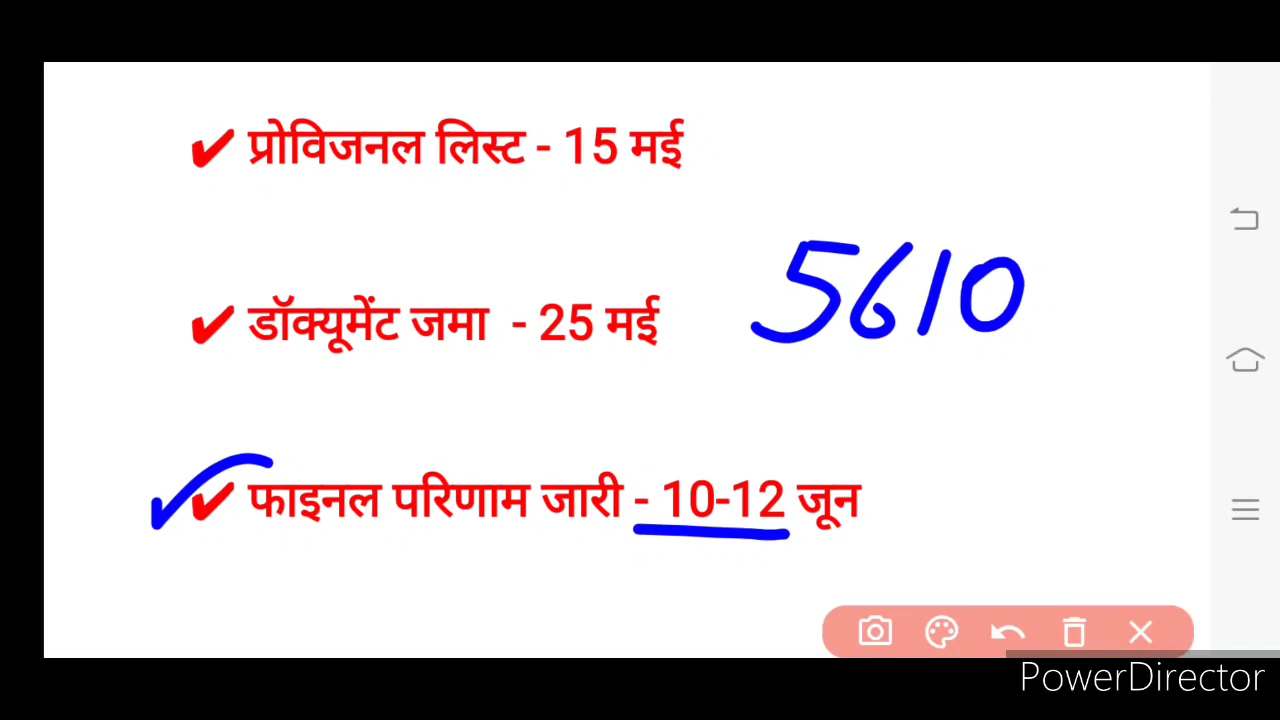 ✔ प्रोविजनल लिस्ट - 15 मई
5610
✔ डॉक्यूमेंट जमा - 25 मई
✔ फाइनल परिणाम जारी - 10-12 जून
PowerDirector